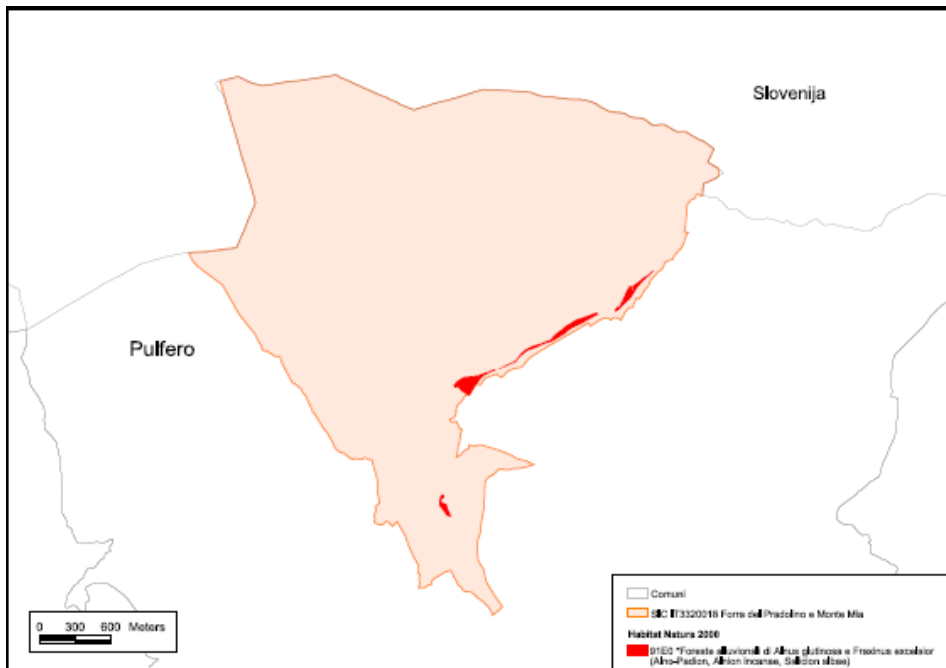 Slovenija
Pulfero
Comuni
SIC IT3320018 Forra del Pradolino e Monte Mia
Habitat Natura 2000
91E0 *Foreste alluvionali di Alnus glutinosa e Fraxinus excelsior
(Alno-Padion, Alnion incanae, Salicion albae)
0 300 600 Meters